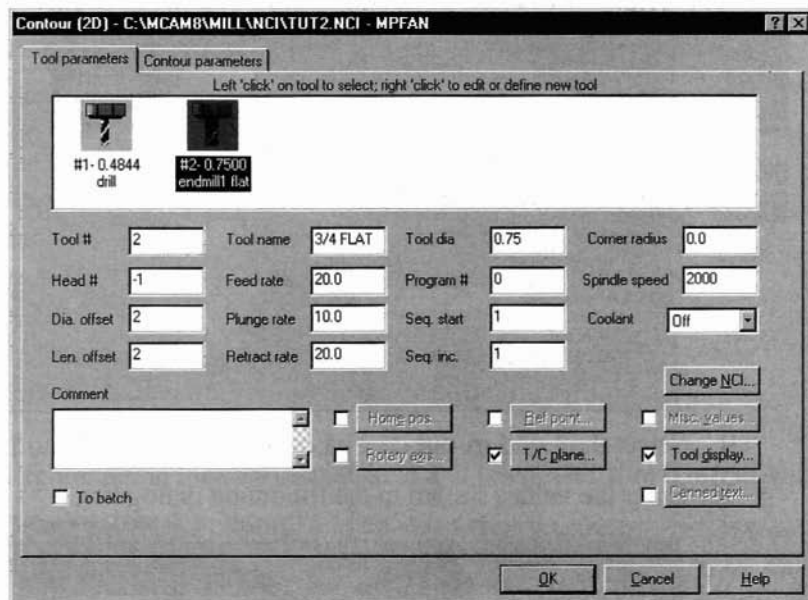 Contour (2D) - C:\MCAM8\MILL\NCI\TUT2.NCI - MPFAN
Tool parameters Contour parameters
Left 'click' on tool to select; right 'click' to edit or define new tool
#1- 0.4844
drill
#2- 0.7500
endmill1 flat
Tool # 2 Tool name 3/4 FLAT Tool dia 0.75 Corner radius 0.0
Head # -1 Feed rate 20.0 Program # 0 Spindle speed 2000
Dia. offset 2 Plunge rate 10.0 Seq. start 1 Coolant Off
Len. offset 2 Retract rate 20.0 Seq. inc. 1
Change NCI...
Comment
Home pos... Ref point... Misc. values...
Rotary axis... T/C plane... Tool display...
To batch
Canned text...
OK Cancel Help